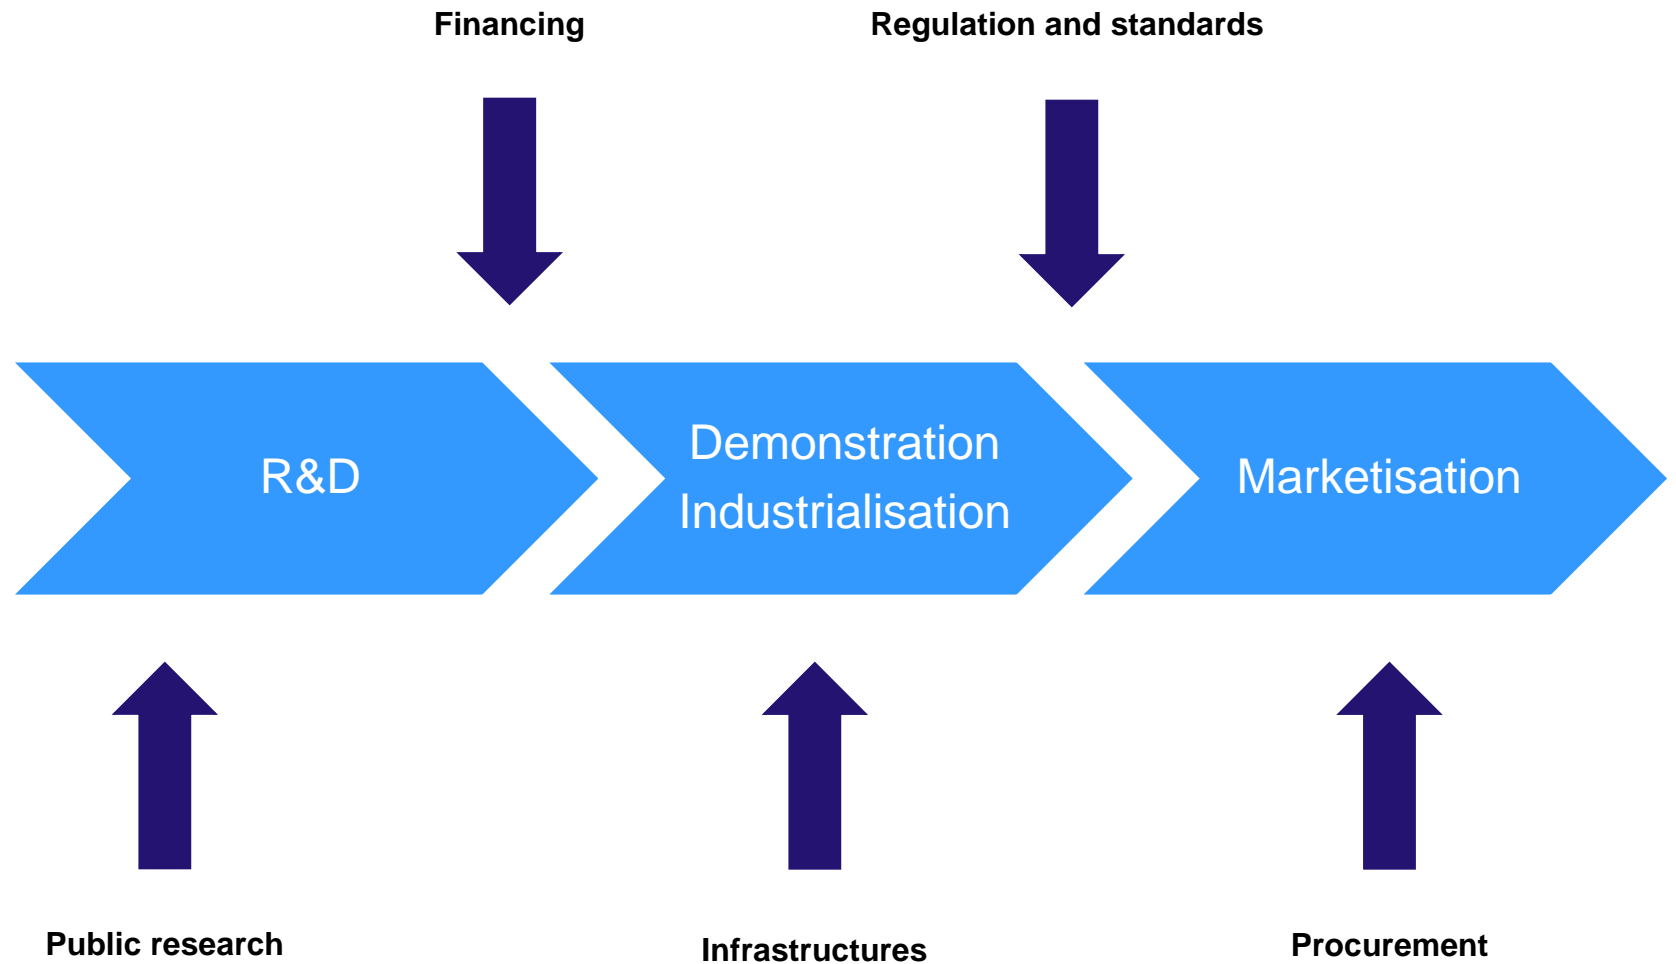 Financing
Regulation and standards
R&D
Demonstration
Industrialisation
Marketisation
Public research
Infrastructures
Procurement